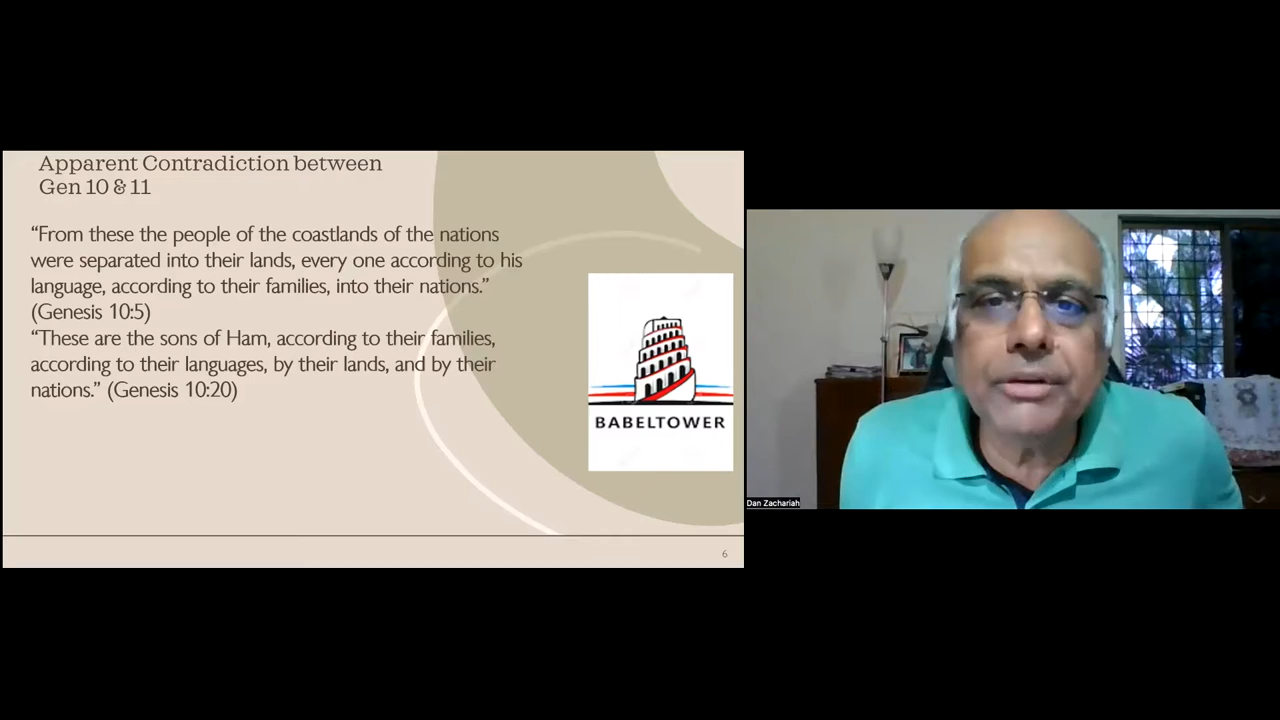 Apparent Contradiction between
Gen 10 & 11
“From these the people of the coastlands of the nations
were separated into their lands, every one according to his
language, according to their families, into their nations.”
(Genesis 10:5)
“These are the sons of Ham, according to their families,
according to their languages, by their lands, and by their
nations.” (Genesis 10:20)
BABELTOWER
6
Dan Zachariah